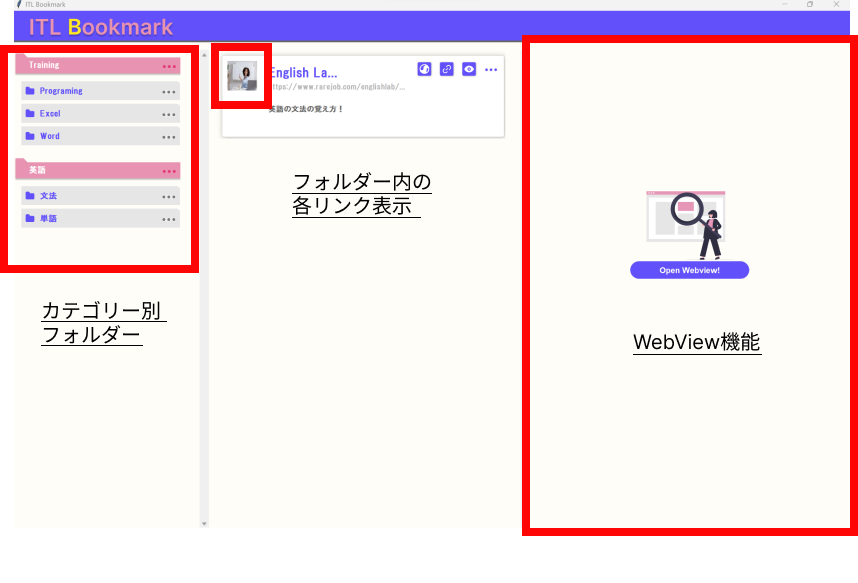 ITL Bookmark
ITL Bookmark
Training
Programing
Excel
Word
英語
文法
単語
English La...
https://www.rarejob.com/englishlab/...
英語の文法の覚え方！
フォルダー内の
各リンク表示
カテゴリー別
フォルダー
Open Webview!
WebView機能